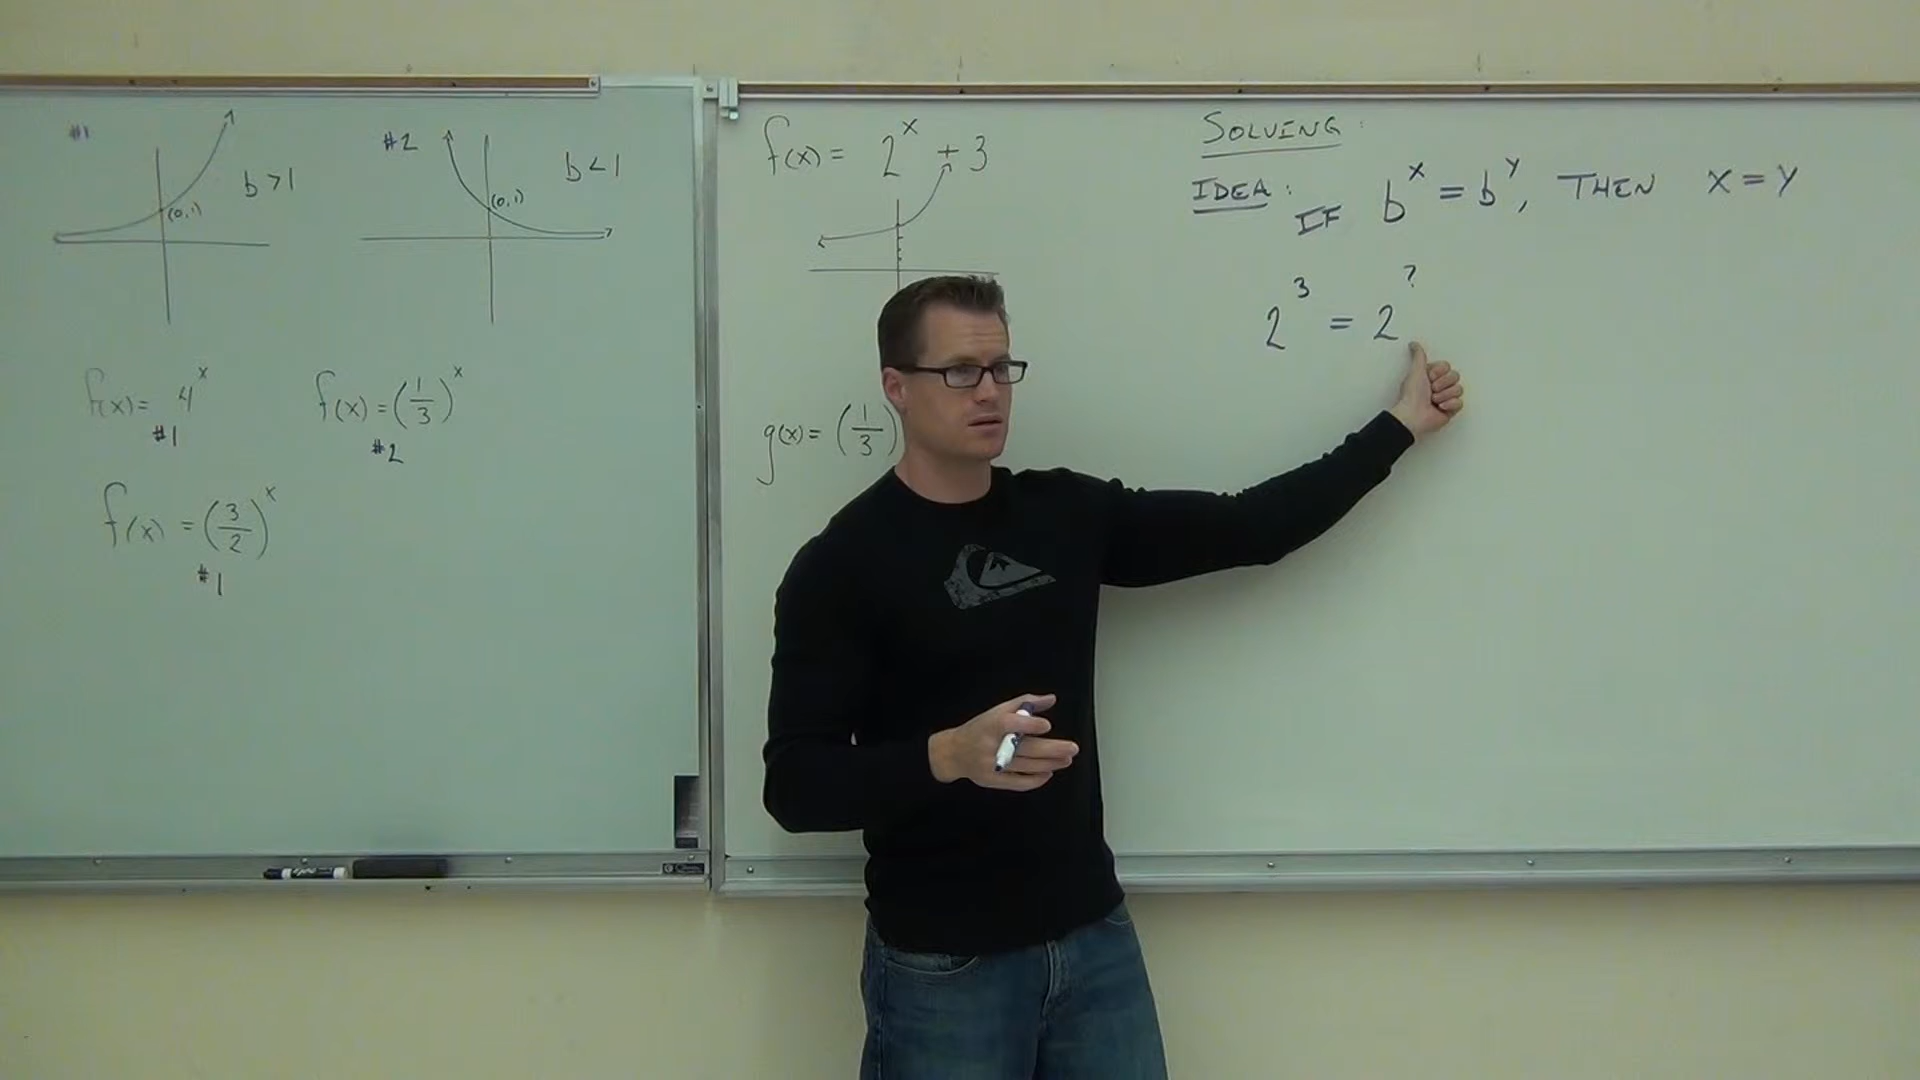 #1
b > 1
(0,1)
#2
b < 1
(0,1)
f(x) = 4^x
#1
f(x) = (1/3)^x
#2
f(x) = (3/2)^x
#1
f(x) = 2^x + 3
g(x) = (1/3)
SOLVING:
IDEA: IF b^x = b^y, THEN x = y
2^3 = 2^?